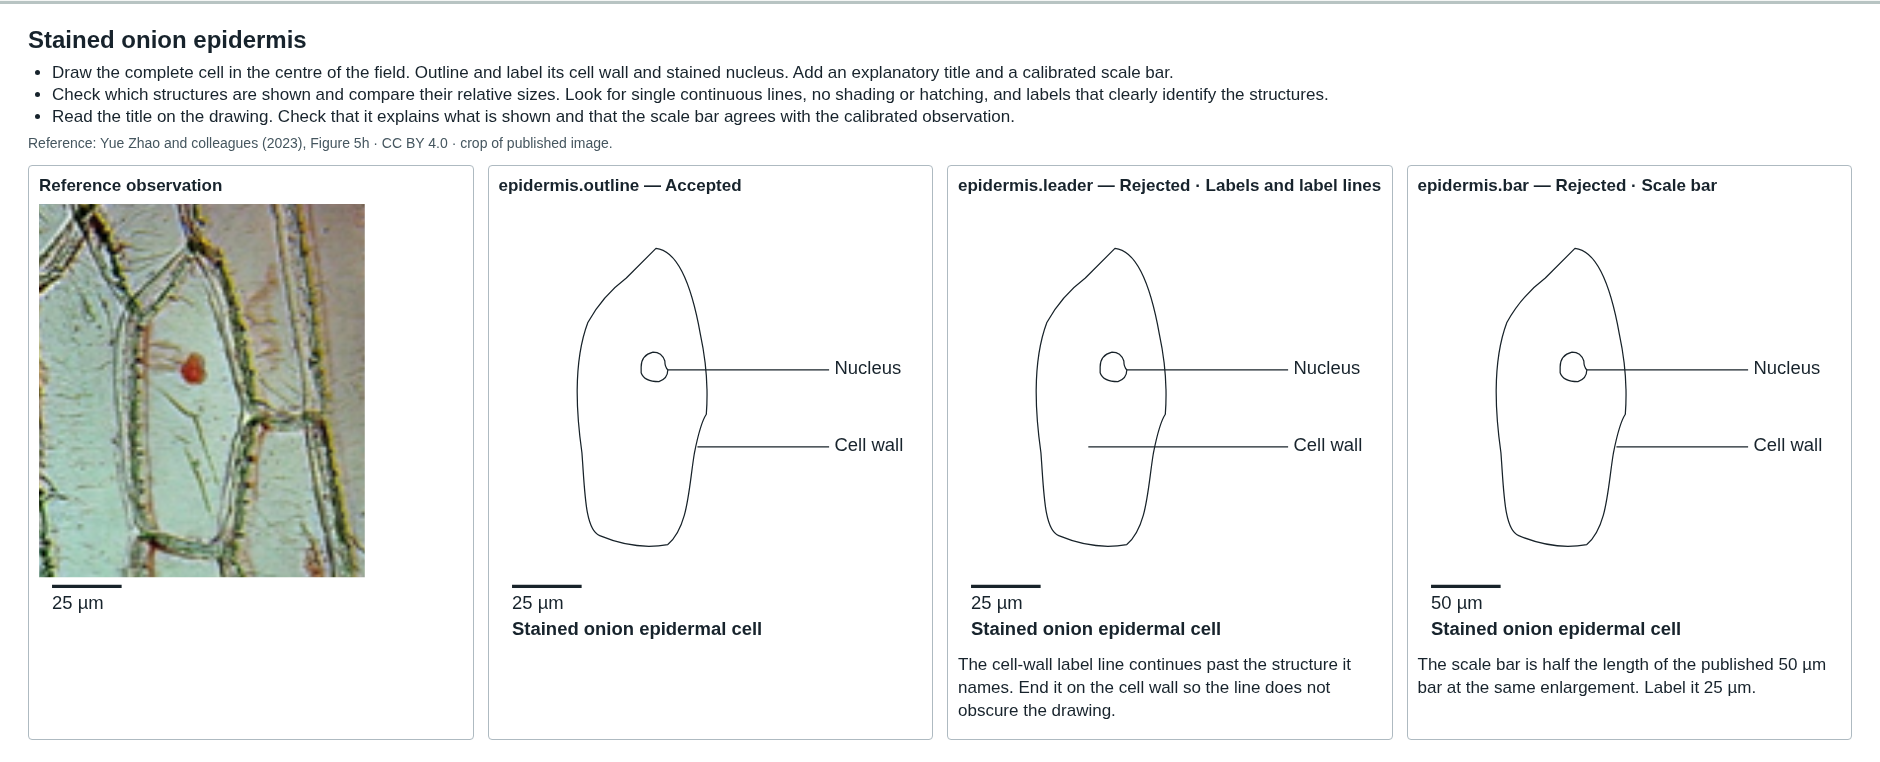 Stained onion epidermis
• Draw the complete cell in the centre of the field. Outline and label its cell wall and stained nucleus. Add an explanatory title and a calibrated scale bar.
• Check which structures are shown and compare their relative sizes. Look for single continuous lines, no shading or hatching, and labels that clearly identify the structures.
• Read the title on the drawing. Check that it explains what is shown and that the scale bar agrees with the calibrated observation.
Reference: Yue Zhao and colleagues (2023), Figure 5h · CC BY 4.0 · crop of published image.
Reference observation
25 µm
epidermis.outline — Accepted
Nucleus
Cell wall
25 µm
Stained onion epidermal cell
epidermis.leader — Rejected · Labels and label lines
Nucleus
Cell wall
25 µm
Stained onion epidermal cell
The cell-wall label line continues past the structure it
names. End it on the cell wall so the line does not
obscure the drawing.
epidermis.bar — Rejected · Scale bar
Nucleus
Cell wall
50 µm
Stained onion epidermal cell
The scale bar is half the length of the published 50 µm
bar at the same enlargement. Label it 25 µm.